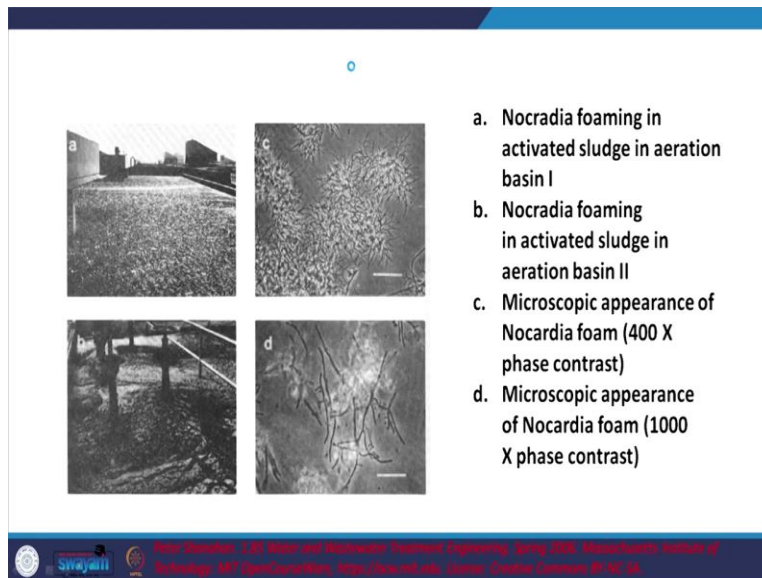 a
c
b
d
a. Nocradia foaming in
activated sludge in aeration
basin I
b. Nocradia foaming
in activated sludge in
aeration basin II
c. Microscopic appearance of
Nocardia foam (400 X
phase contrast)
d. Microscopic appearance
of Nocardia foam (1000
X phase contrast)
swayam
Peter Shanahan. 1.85 Water and Wastewater Treatment Engineering. Spring 2006. Massachusetts Institute of
Technology: MIT OpenCourseWare, https://ocw.mit.edu. License: Creative Commons BY-NC-SA.